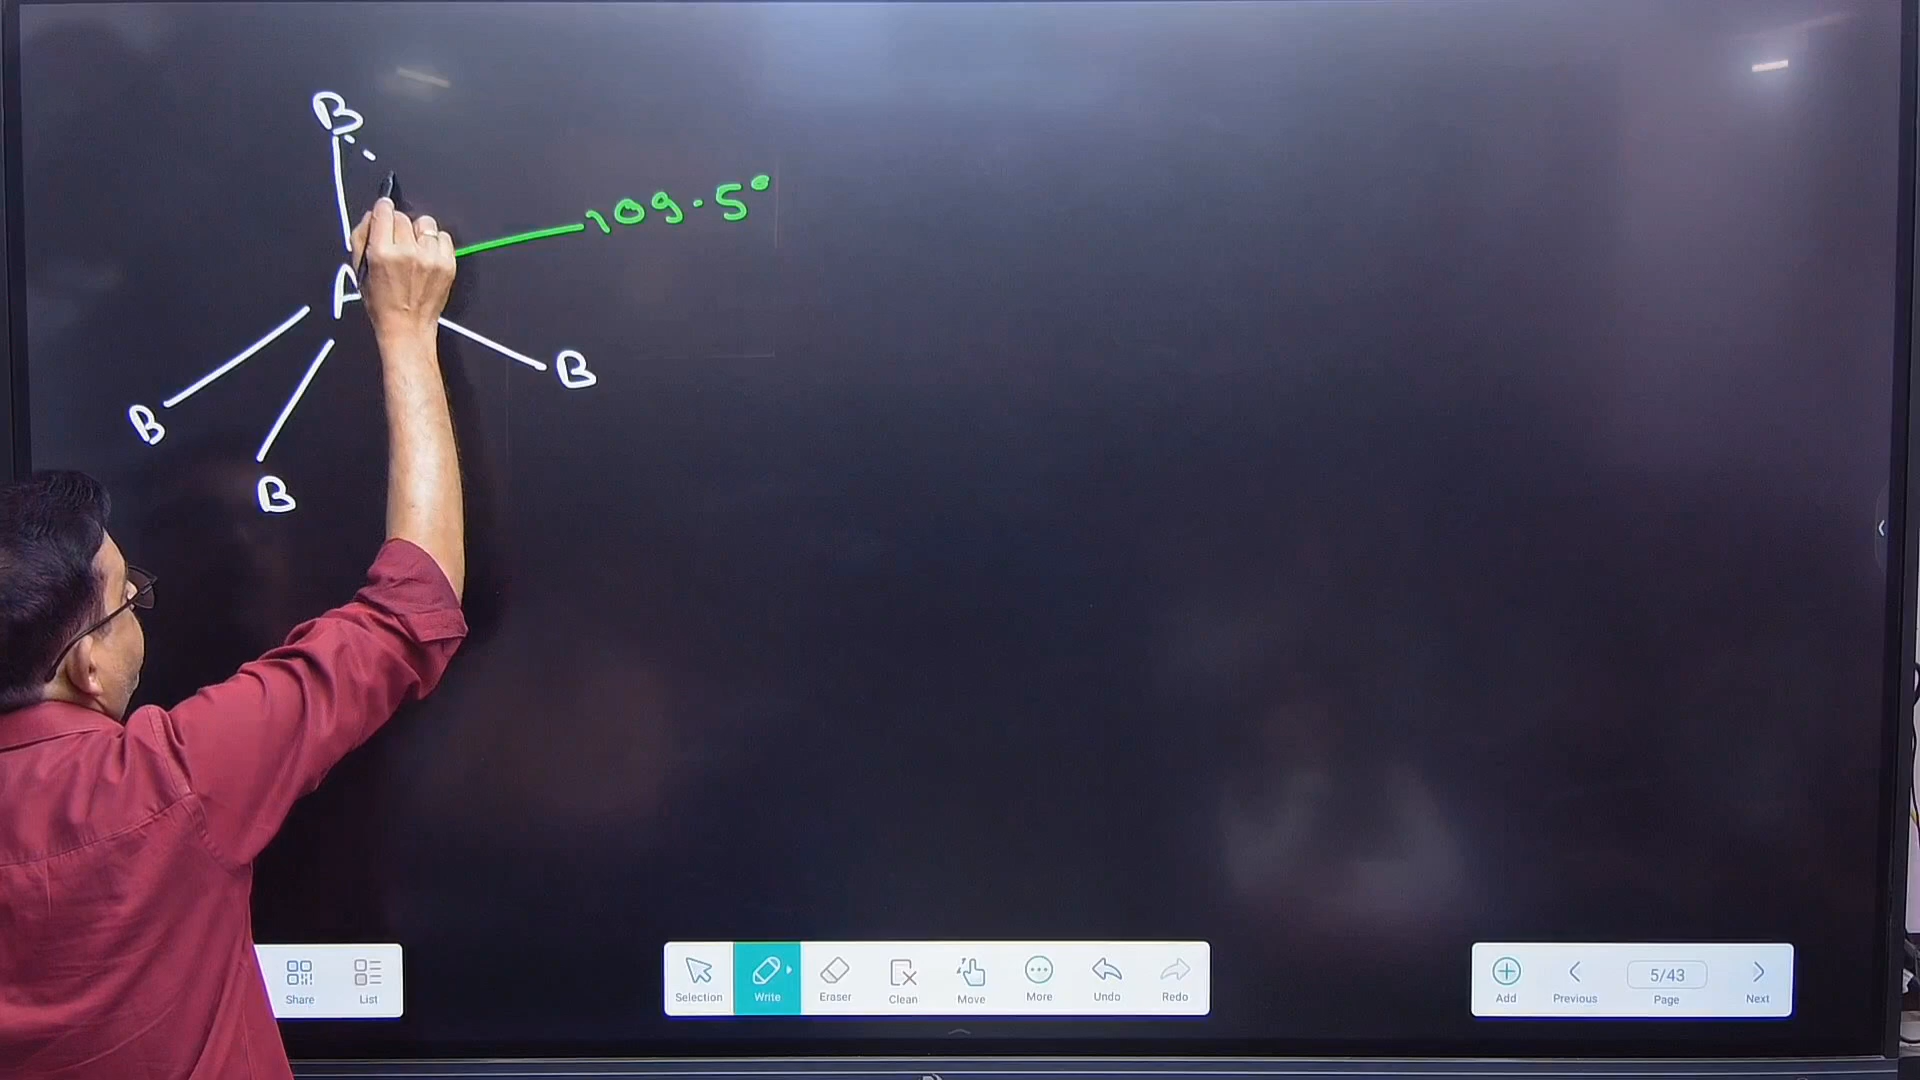 B
109.5°
A
B
B
B
Share
List
Selection
Write
Eraser
Clean
Move
More
Undo
Redo
Add
Previous
5/43
Page
Next